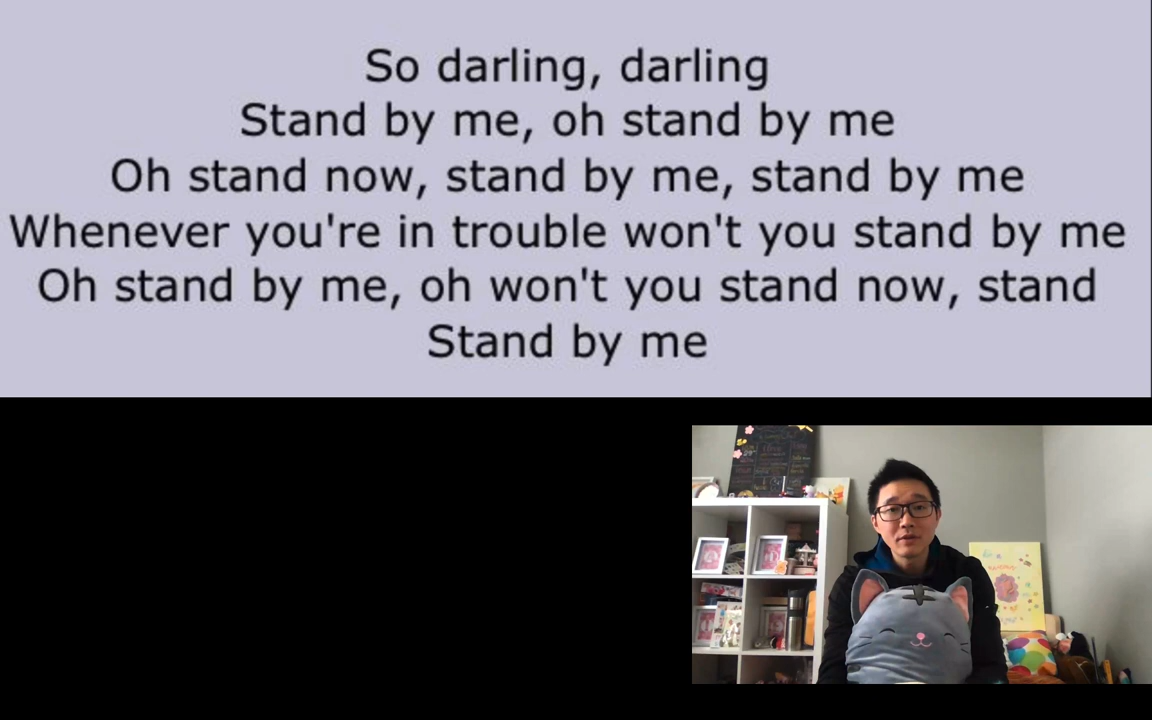 So darling, darling
Stand by me, oh stand by me
Oh stand now, stand by me, stand by me
Whenever you're in trouble won't you stand by me
Oh stand by me, oh won't you stand now, stand
Stand by me